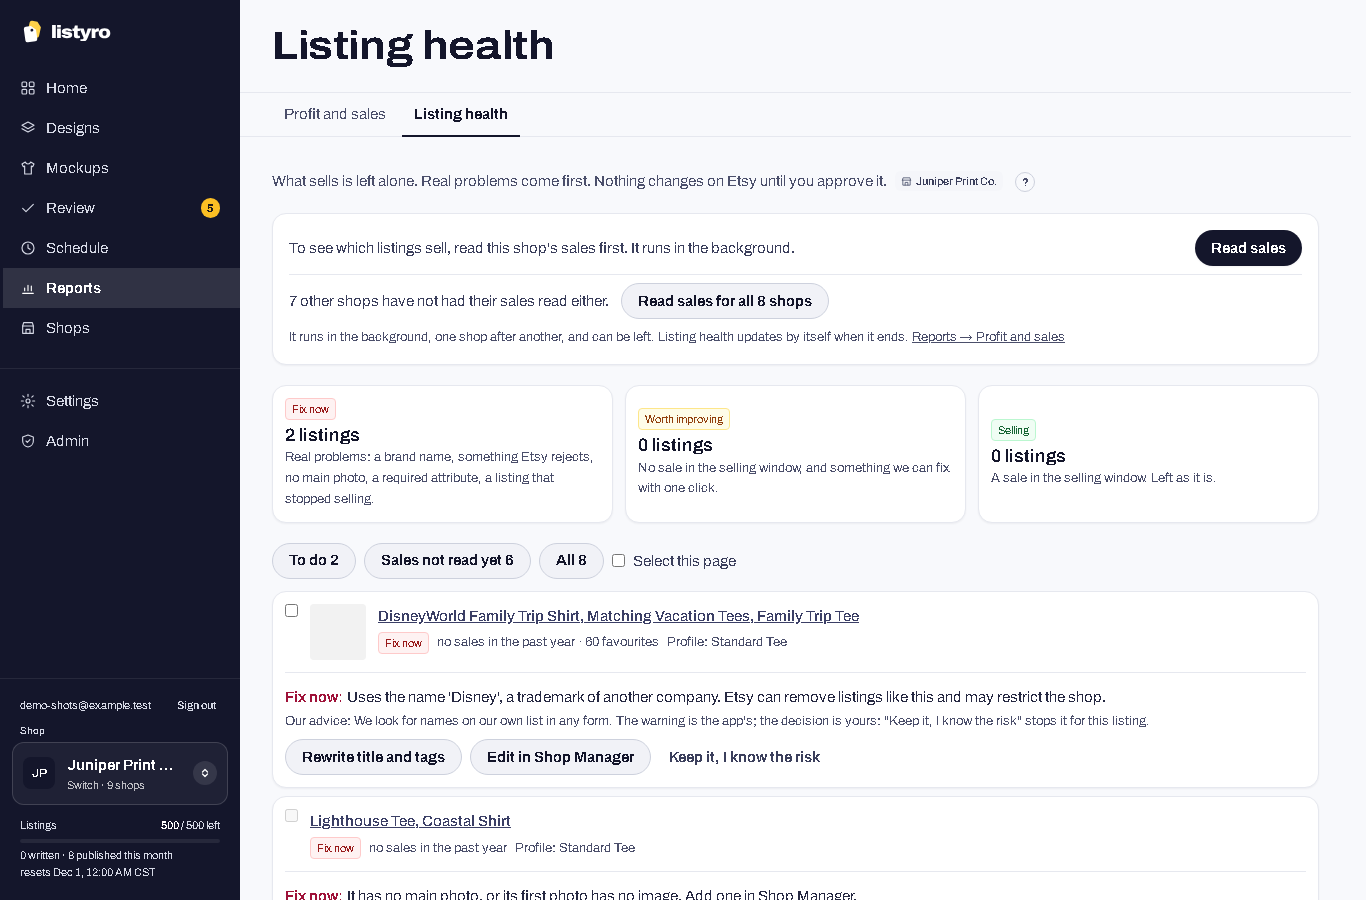 listyro
Home
Designs
Mockups
Review 5
Schedule
Reports
Shops
Settings
Admin
demo-shots@example.test Sign out
Shop
JP Juniper Print ...
Switch · 9 shops
Listings 500 / 500 left
0 written · 8 published this month
resets Dec 1, 12:00 AM CST
Listing health
Profit and sales Listing health
What sells is left alone. Real problems come first. Nothing changes on Etsy until you approve it. Juniper Print Co. ?
To see which listings sell, read this shop's sales first. It runs in the background. Read sales
7 other shops have not had their sales read either. Read sales for all 8 shops
It runs in the background, one shop after another, and can be left. Listing health updates by itself when it ends. Reports → Profit and sales
Fix now
2 listings
Real problems: a brand name, something Etsy rejects,
no main photo, a required attribute, a listing that
stopped selling.
Worth improving
0 listings
No sale in the selling window, and something we can fix
with one click.
Selling
0 listings
A sale in the selling window. Left as it is.
To do 2 Sales not read yet 6 All 8 Select this page
DisneyWorld Family Trip Shirt, Matching Vacation Tees, Family Trip Tee
Fix now no sales in the past year · 60 favourites Profile: Standard Tee
Fix now: Uses the name 'Disney', a trademark of another company. Etsy can remove listings like this and may restrict the shop.
Our advice: We look for names on our own list in any form. The warning is the app's; the decision is yours: "Keep it, I know the risk" stops it for this listing.
Rewrite title and tags Edit in Shop Manager Keep it, I know the risk
Lighthouse Tee, Coastal Shirt
Fix now no sales in the past year Profile: Standard Tee
Fix now: It has no main photo, or its first photo has no image. Add one in Shop Manager.